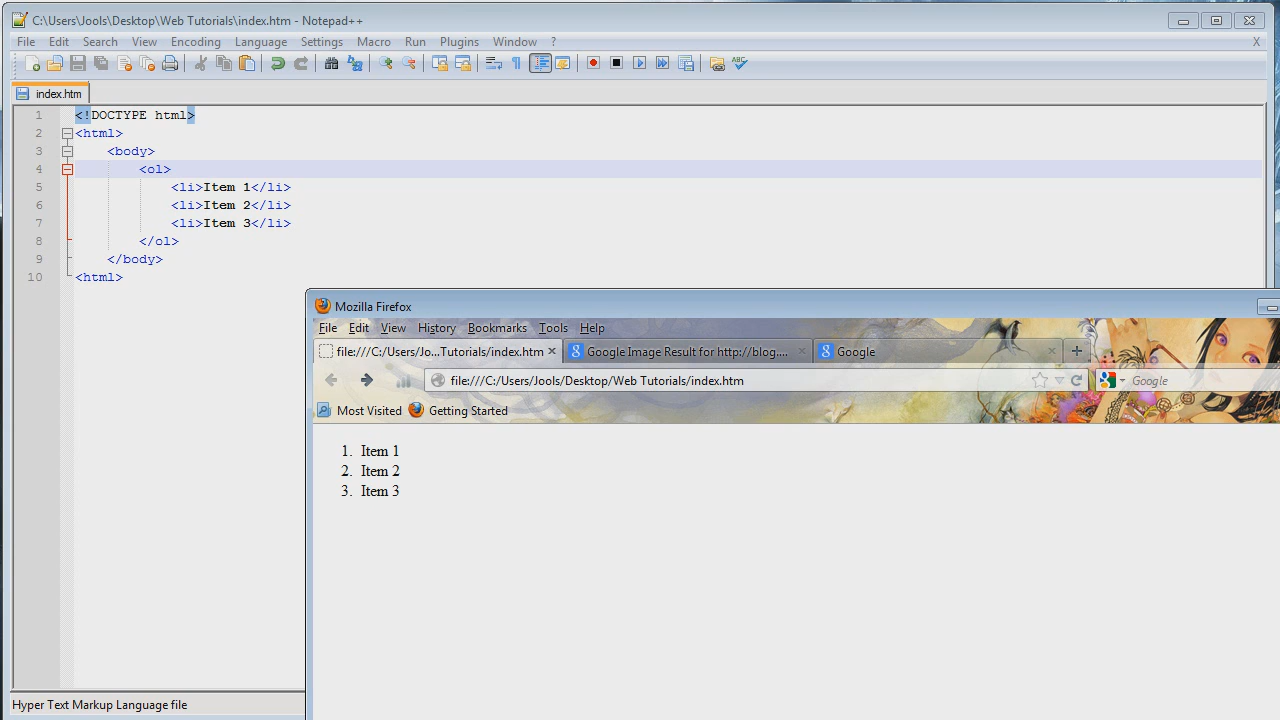 C:\Users\Jools\Desktop\Web Tutorials\index.htm - Notepad++
File Edit Search View Encoding Language Settings Macro Run Plugins Window ? X
ABC
index.htm
1 <!DOCTYPE html>
2 <html>
3 <body>
4 <ol>
5 <li>Item 1</li>
6 <li>Item 2</li>
7 <li>Item 3</li>
8 </ol>
9 </body>
10 <html>
Mozilla Firefox
File Edit View History Bookmarks Tools Help
file:///C:/Users/Jo...Tutorials/index.htm Google Image Result for http://blog.... Google
file:///C:/Users/Jools/Desktop/Web Tutorials/index.htm Google
Most Visited Getting Started
1. Item 1
2. Item 2
3. Item 3
Hyper Text Markup Language file